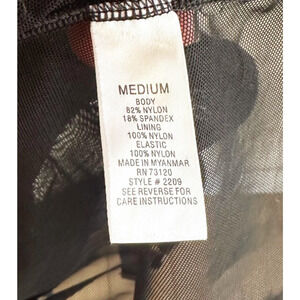 MEDIUM
BODY
82% NYLON
18% SPANDEX
LINING
100% NYLON
ELASTIC
100% NYLON
MADE IN MYANMAR
RN 73120
STYLE # 2209
SEE REVERSE FOR
CARE INSTRUCTIONS